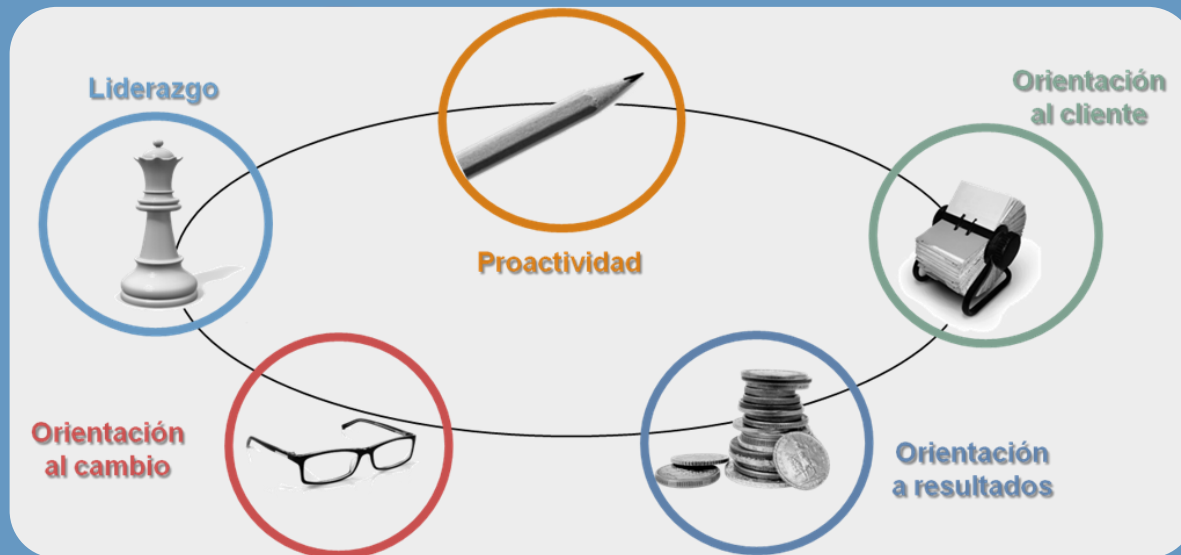 Liderazgo
Proactividad
Orientación
al cliente
Orientación
al cambio
Orientación
a resultados